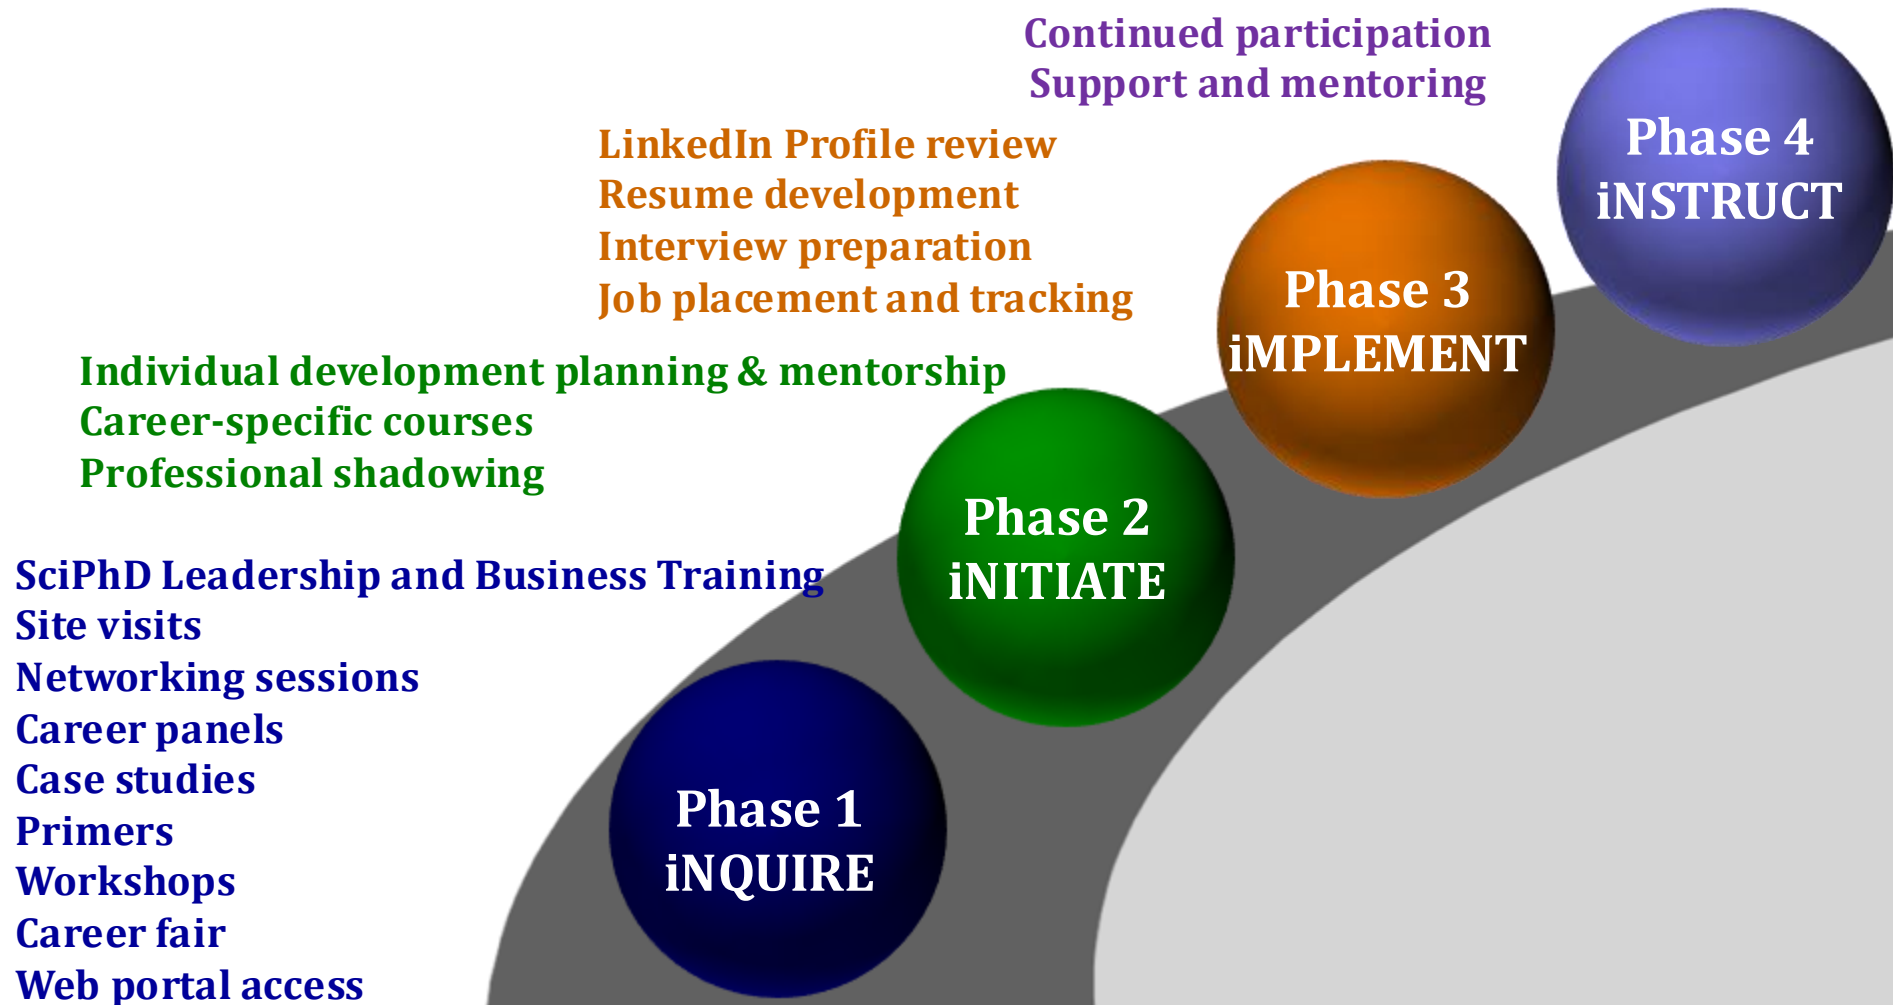 Continued participation
Support and mentoring
Phase 4
iNSTRUCT
LinkedIn Profile review
Resume development
Interview preparation
Job placement and tracking
Phase 3
iMPLEMENT
Individual development planning & mentorship
Career-specific courses
Professional shadowing
Phase 2
iNITIATE
SciPhD Leadership and Business Training
Site visits
Networking sessions
Career panels
Case studies
Primers
Workshops
Career fair
Web portal access
Phase 1
iNQUIRE